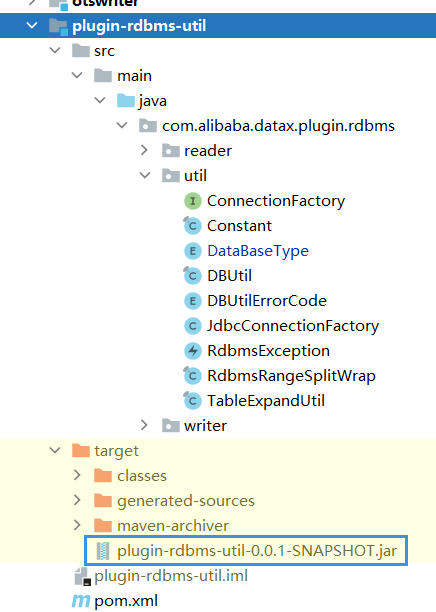 otswriter
plugin-rdbms-util
src
main
java
com.alibaba.datax.plugin.rdbms
reader
util
I ConnectionFactory
C Constant
E DataBaseType
C DBUtil
E DBUtilErrorCode
C JdbcConnectionFactory
RdbmsException
C RdbmsRangeSplitWrap
C TableExpandUtil
writer
target
classes
generated-sources
maven-archiver
plugin-rdbms-util-0.0.1-SNAPSHOT.jar
plugin-rdbms-util.iml
m pom.xml